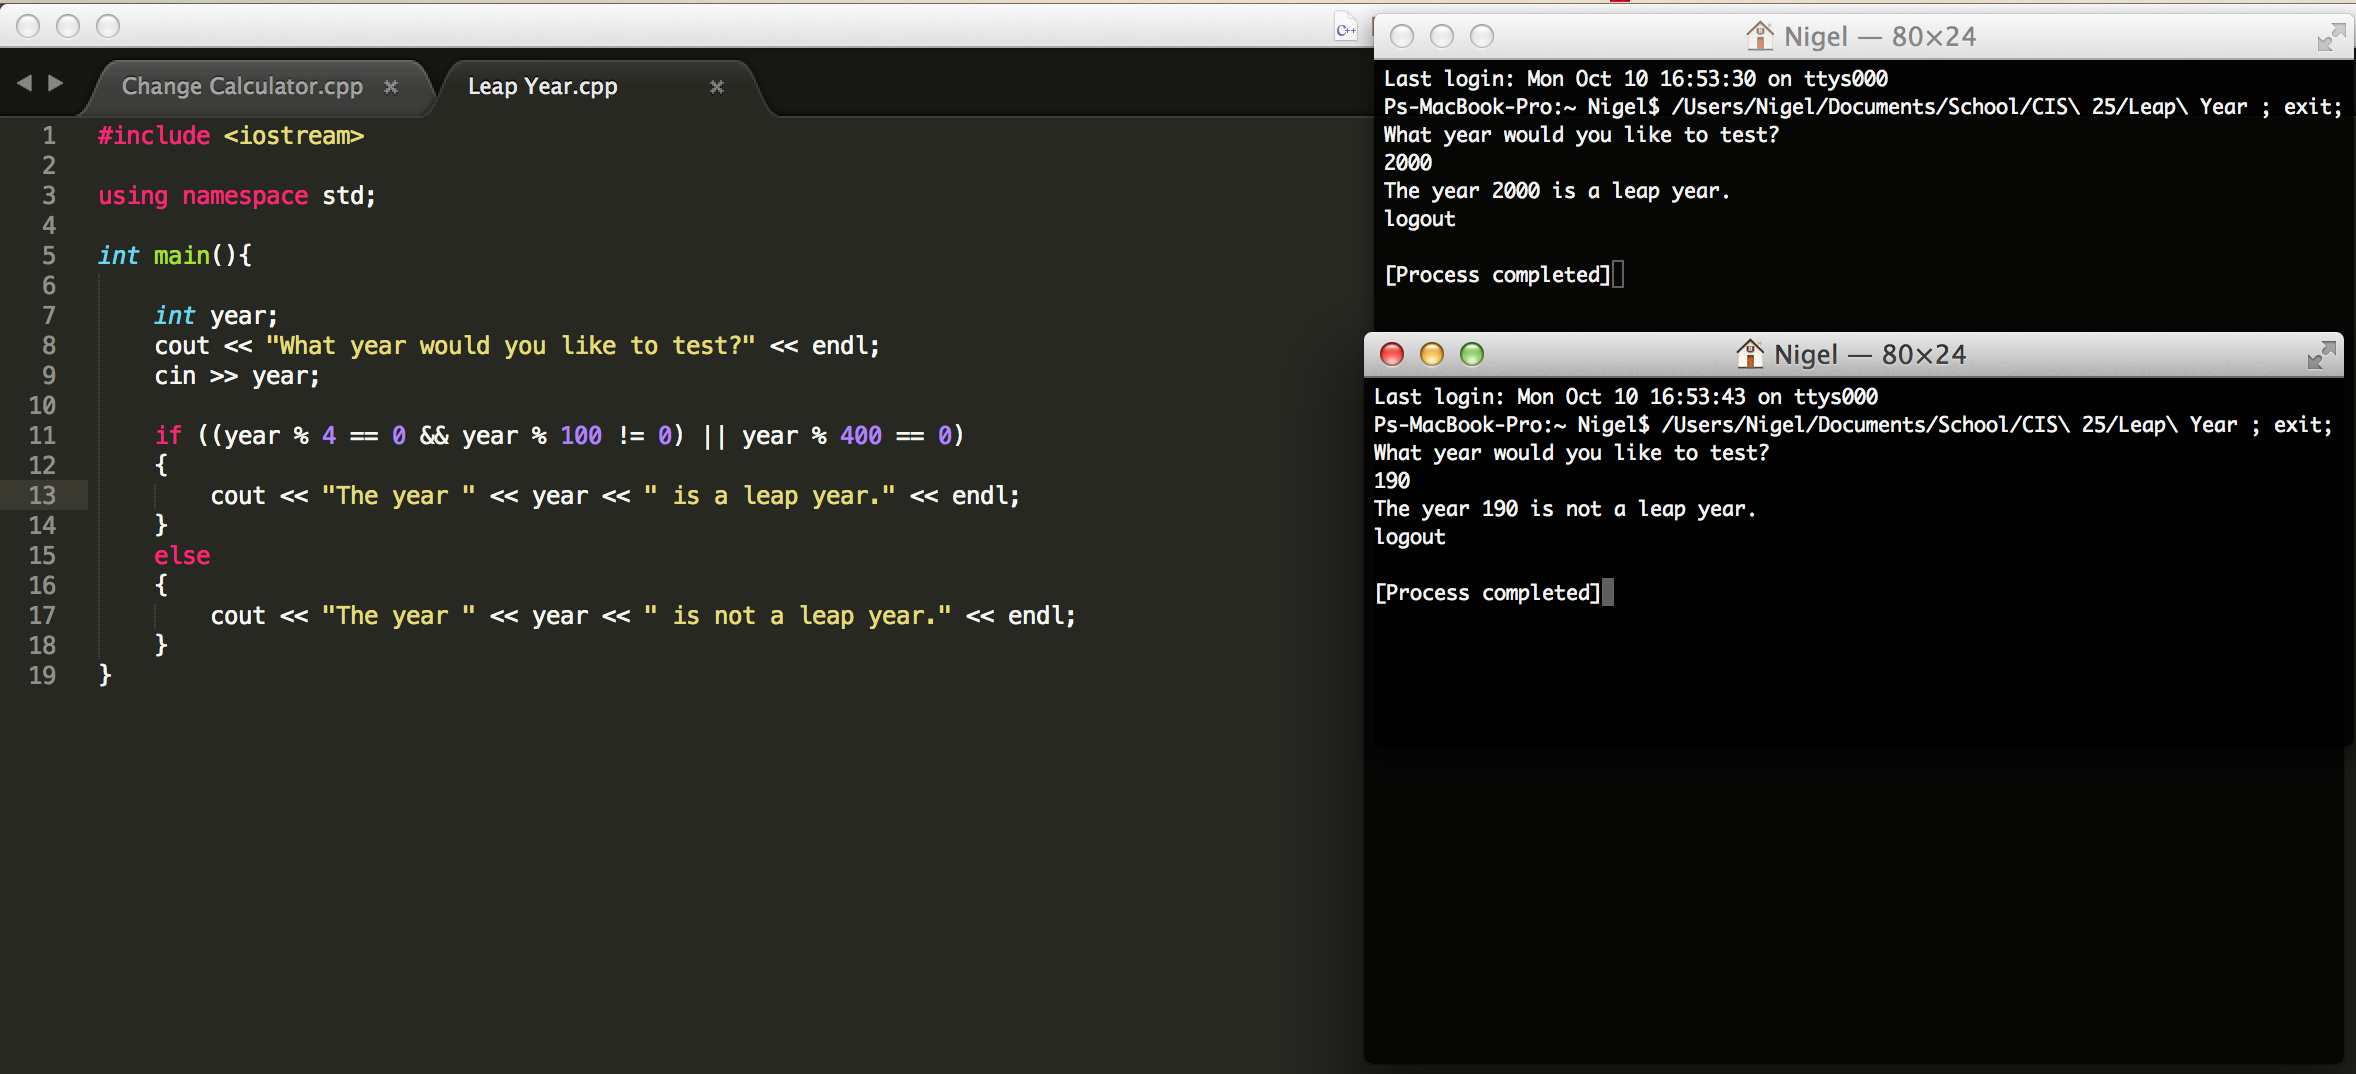 Change Calculator.cpp
Leap Year.cpp
1 #include <iostream>
2
3 using namespace std;
4
5 int main(){
6
7     int year;
8     cout << "What year would you like to test?" << endl;
9     cin >> year;
10
11     if ((year % 4 == 0 && year % 100 != 0) || year % 400 == 0)
12     {
13         cout << "The year " << year << " is a leap year." << endl;
14     }
15     else
16     {
17         cout << "The year " << year << " is not a leap year." << endl;
18     }
19 }
C++
Nigel — 80×24
Last login: Mon Oct 10 16:53:30 on ttys000
Ps-MacBook-Pro:~ Nigel$ /Users/Nigel/Documents/School/CIS\ 25/Leap\ Year ; exit;
What year would you like to test?
2000
The year 2000 is a leap year.
logout
[Process completed]
Nigel — 80×24
Last login: Mon Oct 10 16:53:43 on ttys000
Ps-MacBook-Pro:~ Nigel$ /Users/Nigel/Documents/School/CIS\ 25/Leap\ Year ; exit;
What year would you like to test?
190
The year 190 is not a leap year.
logout
[Process completed]